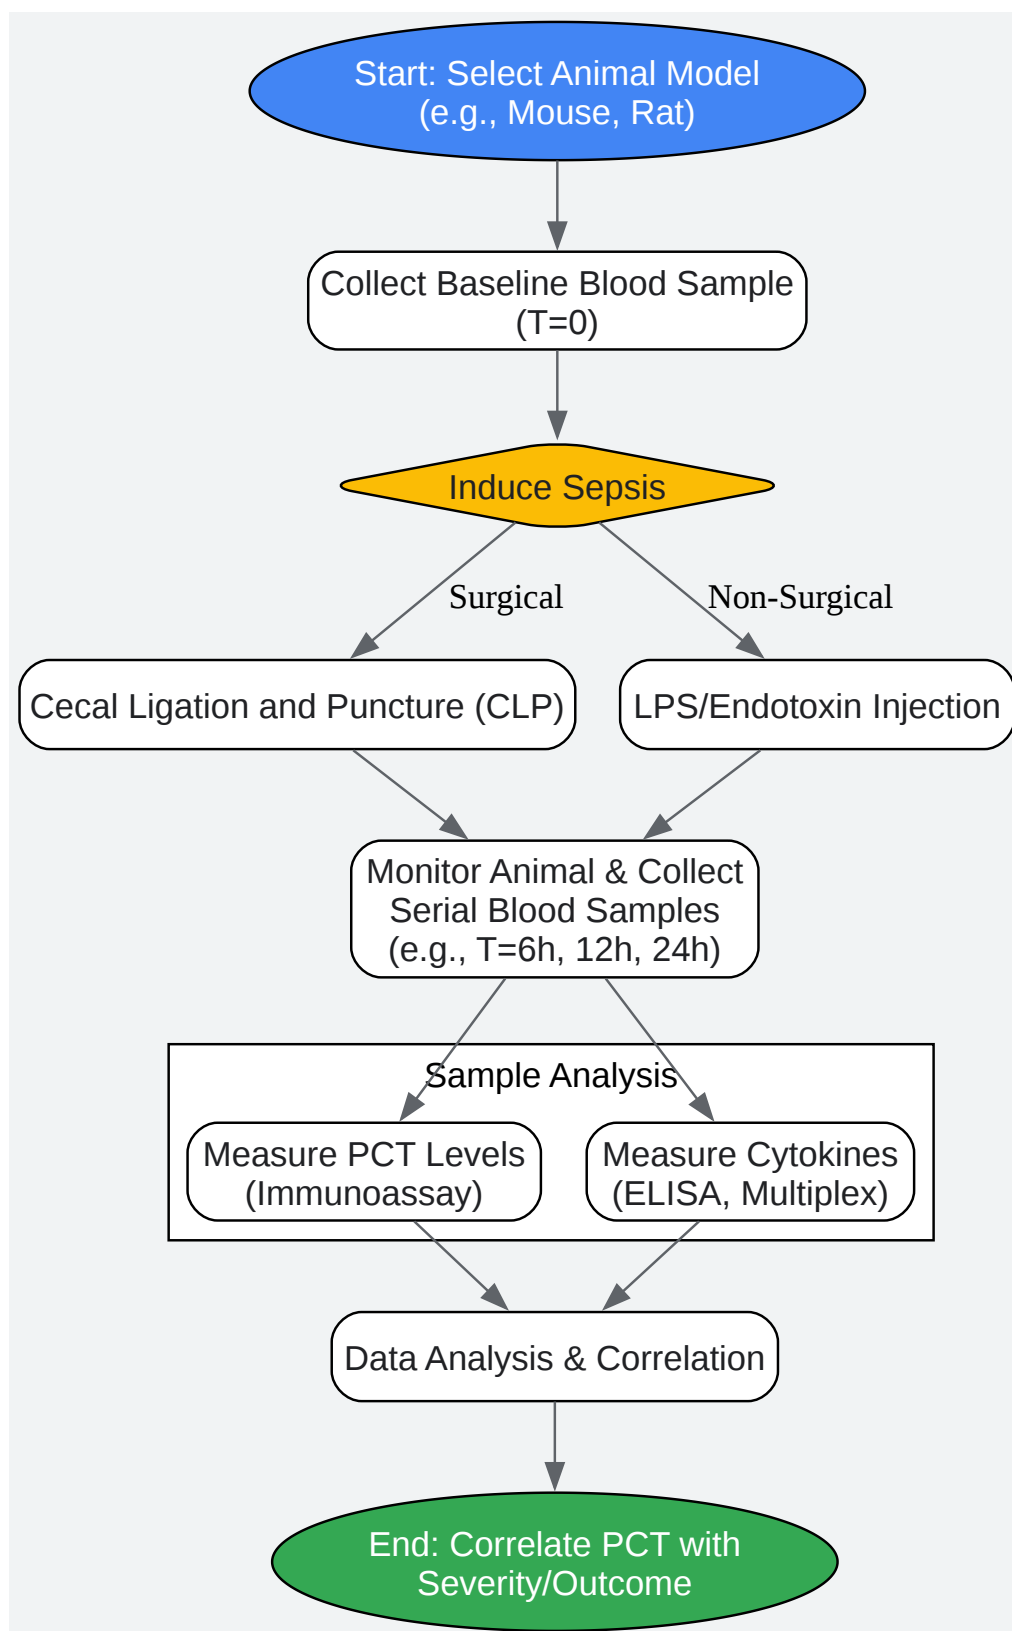 Start: Select Animal Model
(e.g., Mouse, Rat)
Collect Baseline Blood Sample
(T=0)
Induce Sepsis
Surgical
Non-Surgical
Cecal Ligation and Puncture (CLP)
LPS/Endotoxin Injection
Monitor Animal & Collect
Serial Blood Samples
(e.g., T=6h, 12h, 24h)
Sample Analysis
Measure PCT Levels
(Immunoassay)
Measure Cytokines
(ELISA, Multiplex)
Data Analysis & Correlation
End: Correlate PCT with
Severity/Outcome